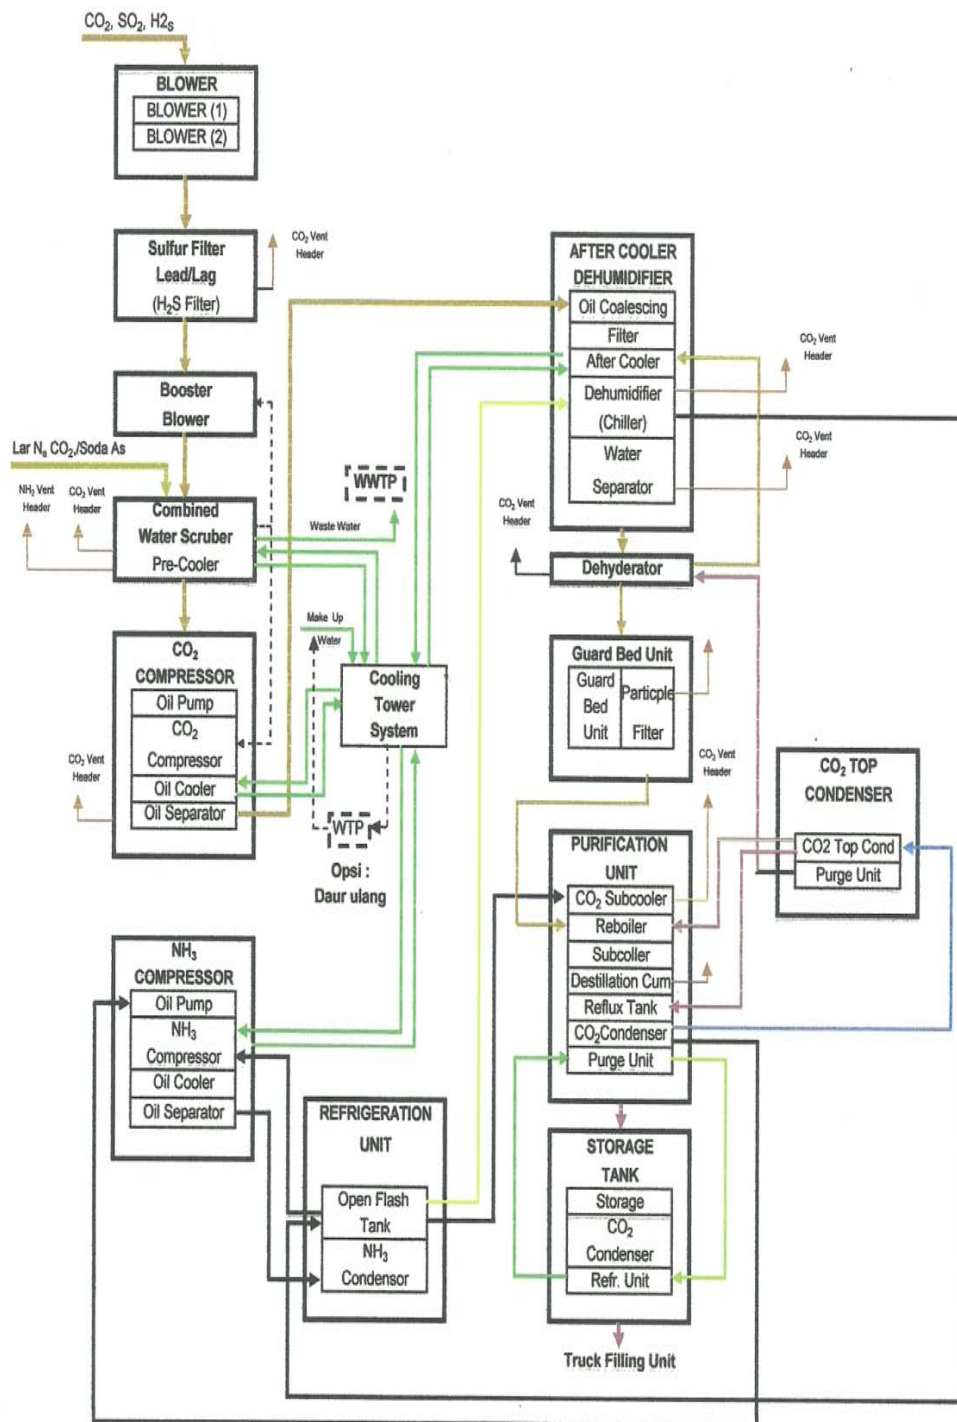 CO₂, SO₂, H2s
BLOWER
BLOWER (1)
BLOWER (2)
Sulfur Filter
Lead/Lag
(H₂S Filter)
CO₂ Vent
Header
Booster
Blower
Lar Nₐ CO₂./Soda As
NH₃ Vent
Header
CO₂ Vent
Header
Combined
Water Scruber
Pre-Cooler
Waste Water
WWTP
CO₂
COMPRESSOR
Oil Pump
CO₂
Compressor
Oil Cooler
Oil Separator
CO₂ Vent
Header
Make Up
Water
Cooling
Tower
System
WTP
Opsi :
Daur ulang
AFTER COOLER
DEHUMIDIFIER
Oil Coalescing
Filter
After Cooler
Dehumidifier
(Chiller)
Water
Separator
CO₂ Vent
Header
CO₂ Vent
Header
CO₂ Vent
Header
Dehyderator
Guard Bed Unit
Guard
Bed
Unit
Participle
Filter
CO₂ Vent
Header
CO₂ TOP
CONDENSER
CO2 Top Cond
Purge Unit
PURIFICATION
UNIT
CO₂ Subcooler
Reboiler
Subcoller
Destillation Cum
Reflux Tank
CO₂Condenser
Purge Unit
NH₃
COMPRESSOR
Oil Pump
NH₃
Compressor
Oil Cooler
Oil Separator
REFRIGERATION
UNIT
Open Flash
Tank
NH₃
Condensor
STORAGE
TANK
Storage
CO₂
Condenser
Refr. Unit
Truck Filling Unit